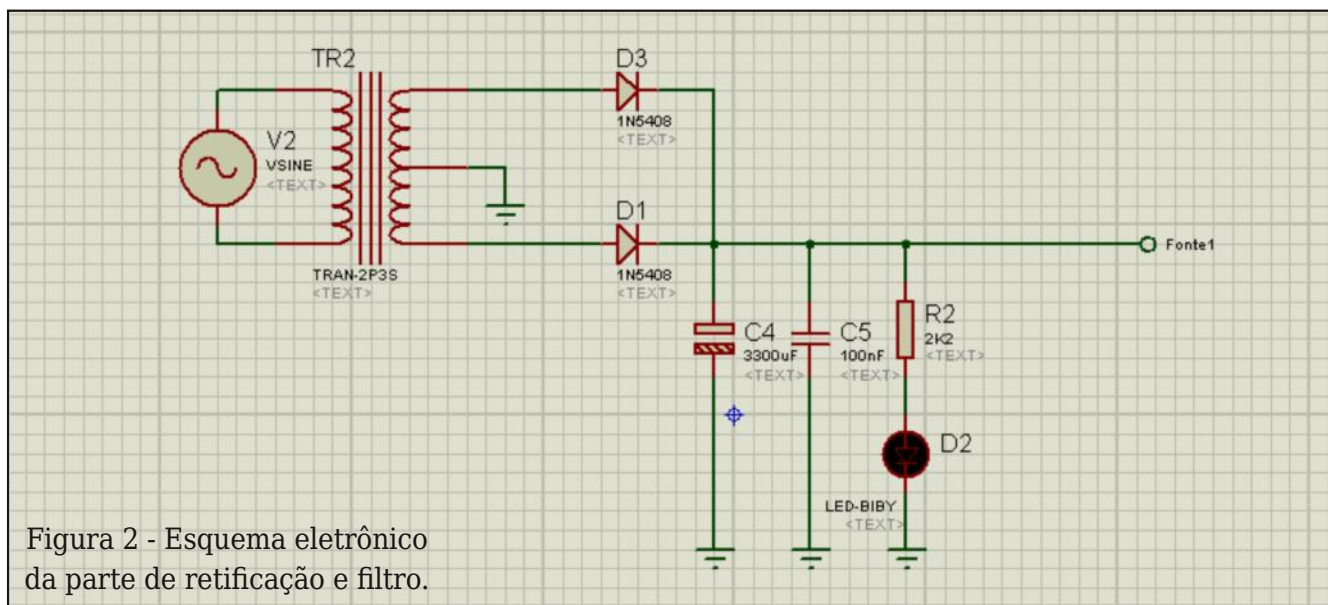 TR2
D3
1N5408
<TEXT>
V2
VSINE
<TEXT>
D1
1N5408
<TEXT>
TRAN-2P3S
<TEXT>
Fonte1
C4
3300uF
<TEXT>
C5
100nF
<TEXT>
R2
2K2
<TEXT>
D2
LED-BIBY
<TEXT>
Figura 2 - Esquema eletrônico
da parte de retificação e filtro.